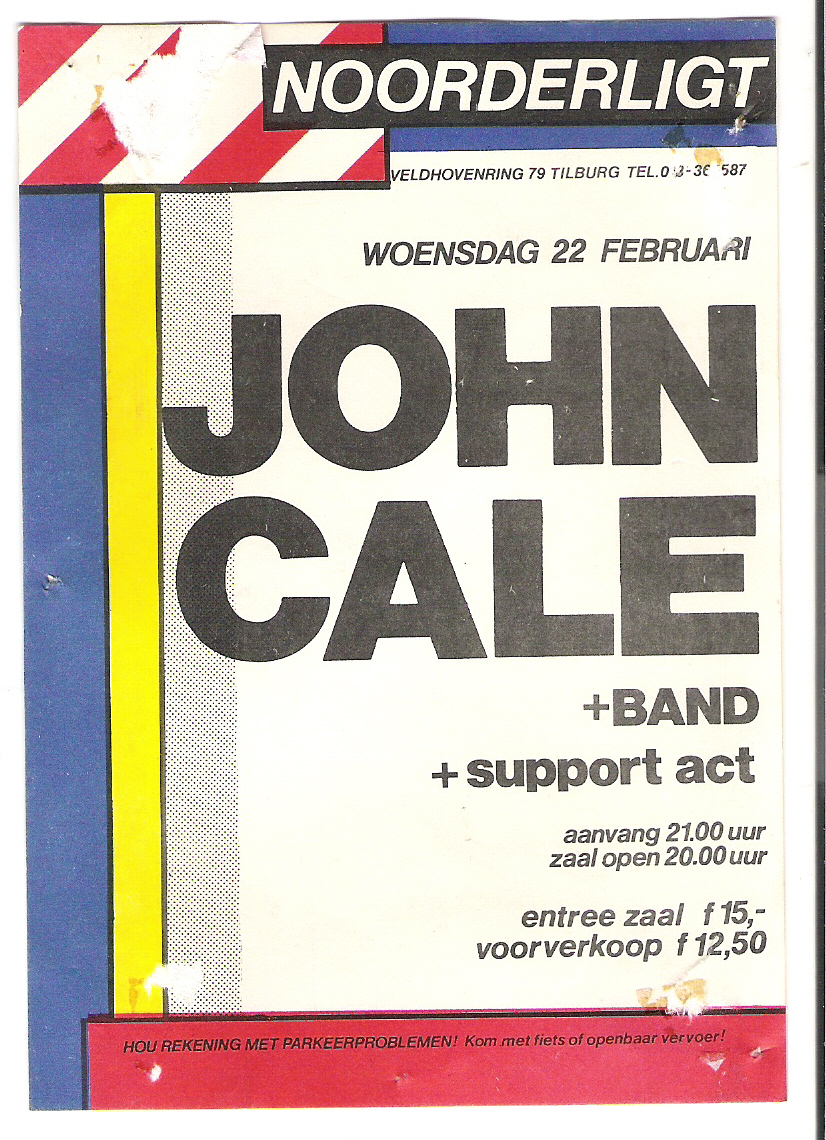 NOORDERLIGT
VELDHOVENRING 79 TILBURG TEL.
WOENSDAG 22 FEBRUARI
JOHN
CALE
+BAND
+support act
aanvang 21.00 uur
zaal open 20.00 uur
entree zaal f 15,-
voorverkoop f 12,50
HOU REKENING MET PARKEERPROBLEMEN! Kom met fiets of openbaar vervoer!